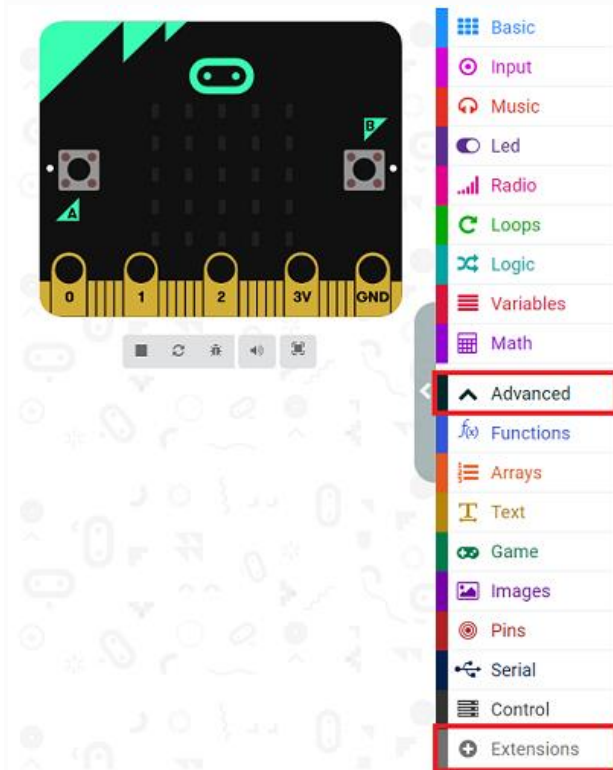 B
A
0
1
2
3V
GND
Basic
Input
Music
Led
Radio
Loops
Logic
Variables
Math
Advanced
f(x) Functions
Arrays
Text
Game
Images
Pins
Serial
Control
Extensions